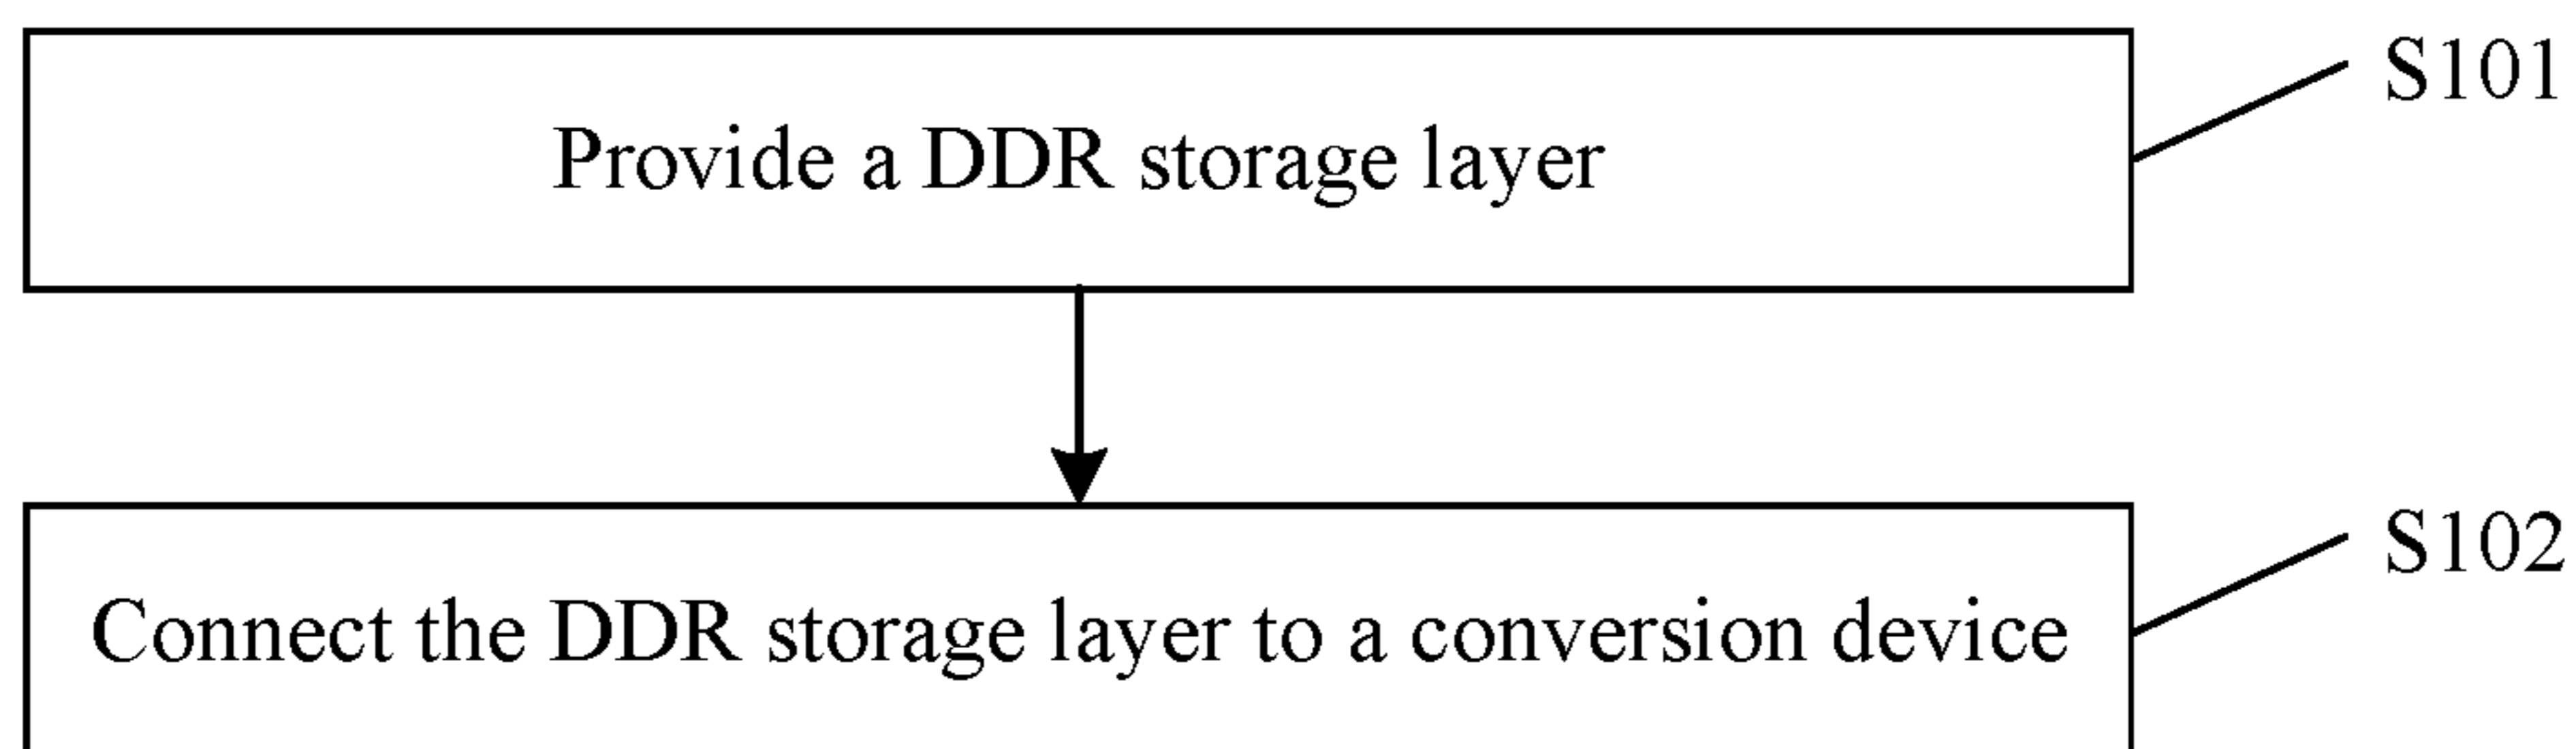 S101
Provide a DDR storage layer
S102
Connect the DDR storage layer to a conversion device